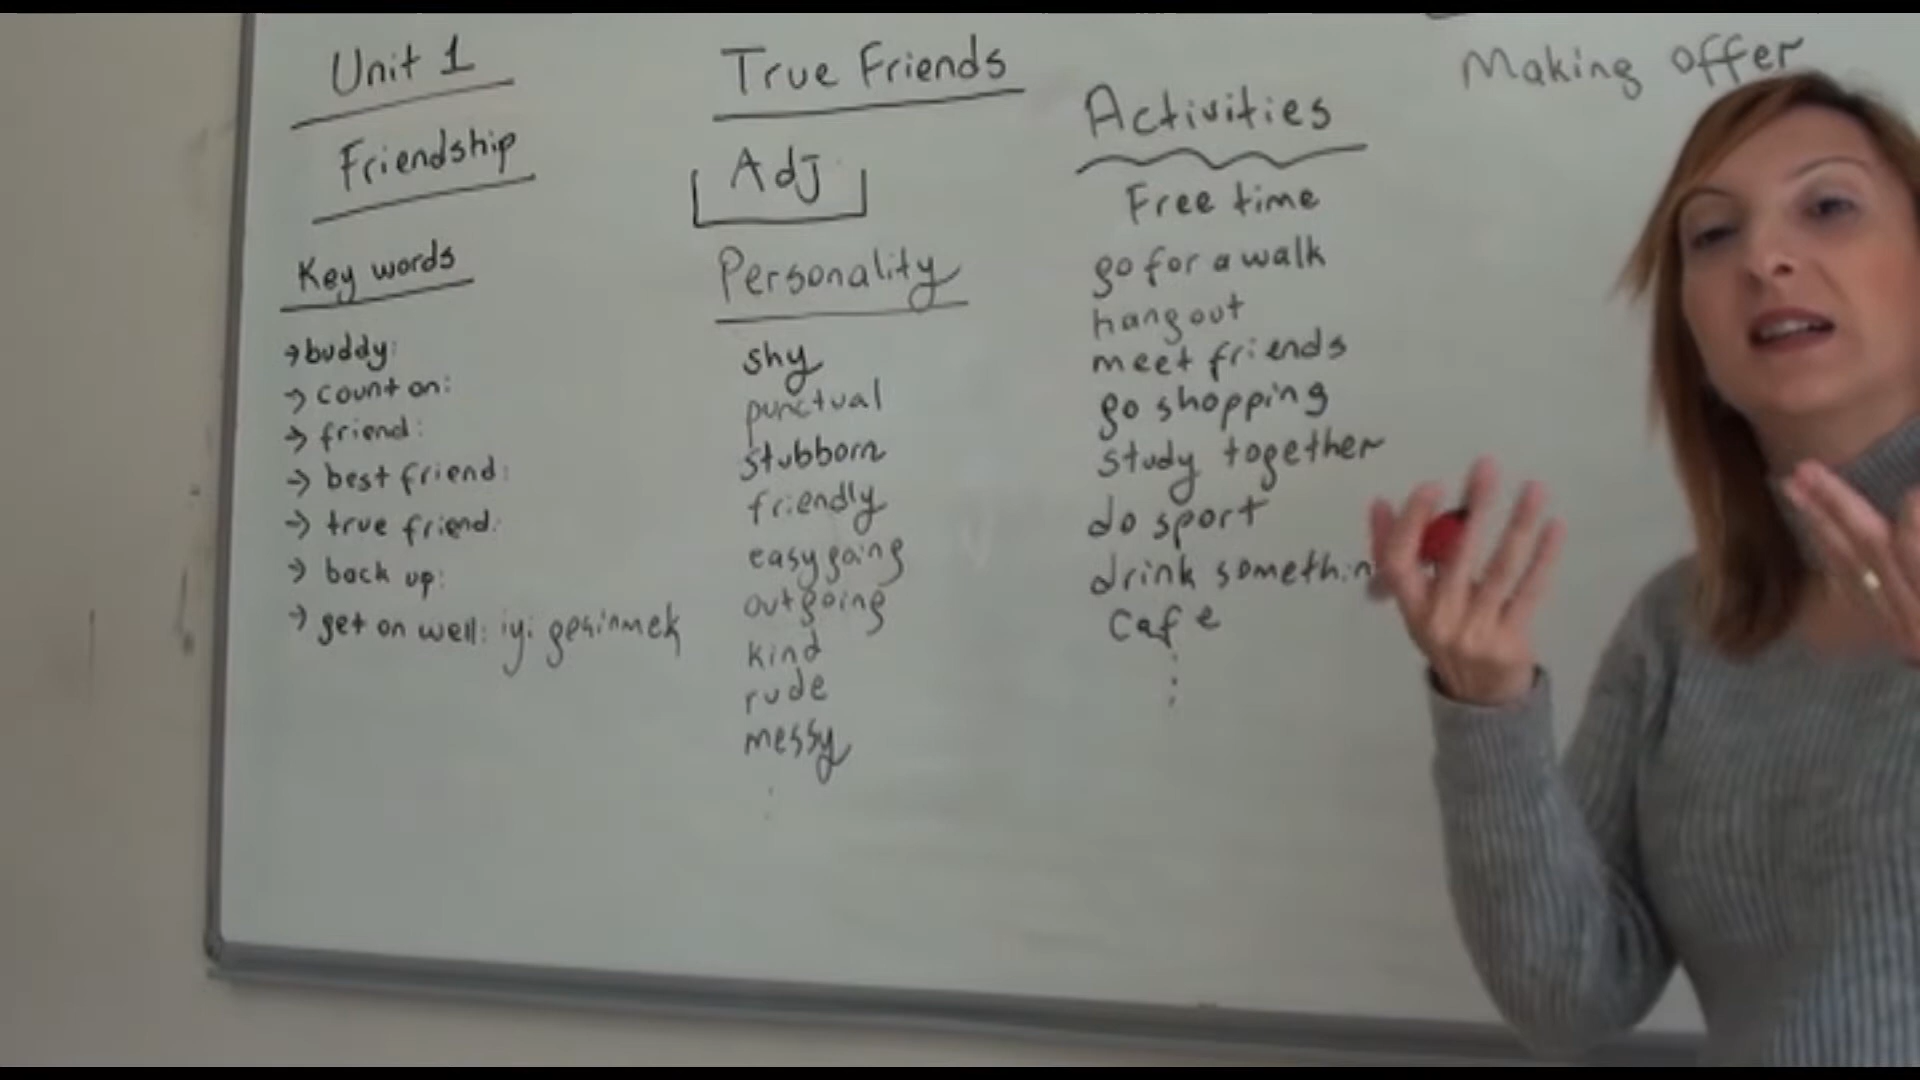 Unit 1
Friendship
Key words
→ buddy:
→ count on:
→ friend:
→ best friend:
→ true friend:
→ back up:
→ get on well: iyi geçinmek
True Friends
Adj
Personality
shy
punctual
stubborn
friendly
easygoing
outgoing
kind
rude
messy
:
Activities
Free time
go for a walk
hang out
meet friends
go shopping
study together
do sport
drink somethin
cafe
:
:
Making offer